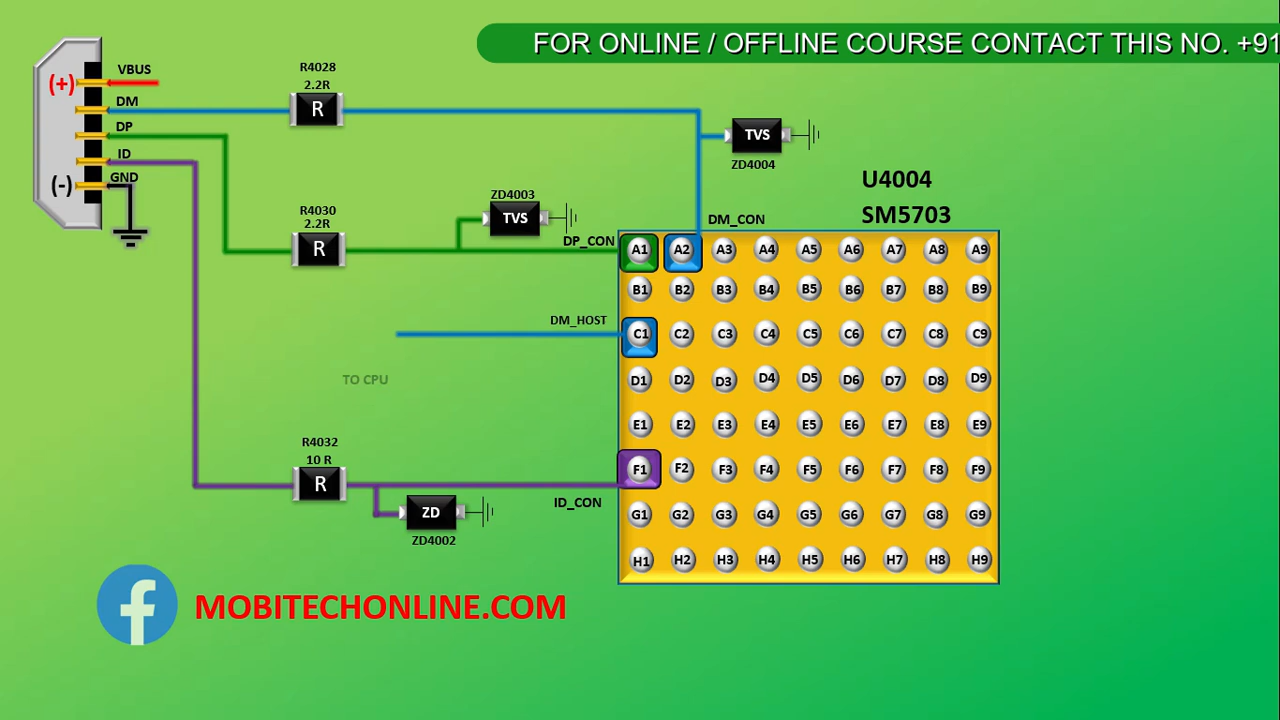 FOR ONLINE / OFFLINE COURSE CONTACT THIS NO. +91
VBUS
(+)
DM
DP
ID
(-)
GND
R4028
2.2R
R
TVS
ZD4004
U4004
SM5703
R4030
2.2R
R
ZD4003
TVS
DP_CON
DM_CON
A1 A2 A3 A4 A5 A6 A7 A8 A9
B1 B2 B3 B4 B5 B6 B7 B8 B9
DM_HOST
C1 C2 C3 C4 C5 C6 C7 C8 C9
TO CPU
D1 D2 D3 D4 D5 D6 D7 D8 D9
E1 E2 E3 E4 E5 E6 E7 E8 E9
R4032
10 R
R
F1 F2 F3 F4 F5 F6 F7 F8 F9
ID_CON
ZD
ZD4002
G1 G2 G3 G4 G5 G6 G7 G8 G9
H1 H2 H3 H4 H5 H6 H7 H8 H9
f
MOBITECHONLINE.COM